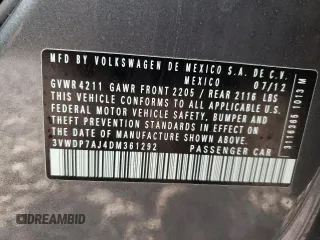 MFD BY VOLKSWAGEN DE MEXICO S.A. DE C.V.
MEXICO 07/12
GVWR 4211 GAWR FRONT 2205 / REAR 2116 LBS
THIS VEHICLE CONFORMS TO ALL APPLICABLE
FEDERAL MOTOR VEHICLE SAFETY, BUMPER AND
THEFT PREVENTION STANDARDS IN EFFECT ON
THE DATE OF MANUFACTURE SHOWN ABOVE.
3VWDP7AJ4DM361292 PASSENGER CAR
3116365 1013 M
©DREAMBID